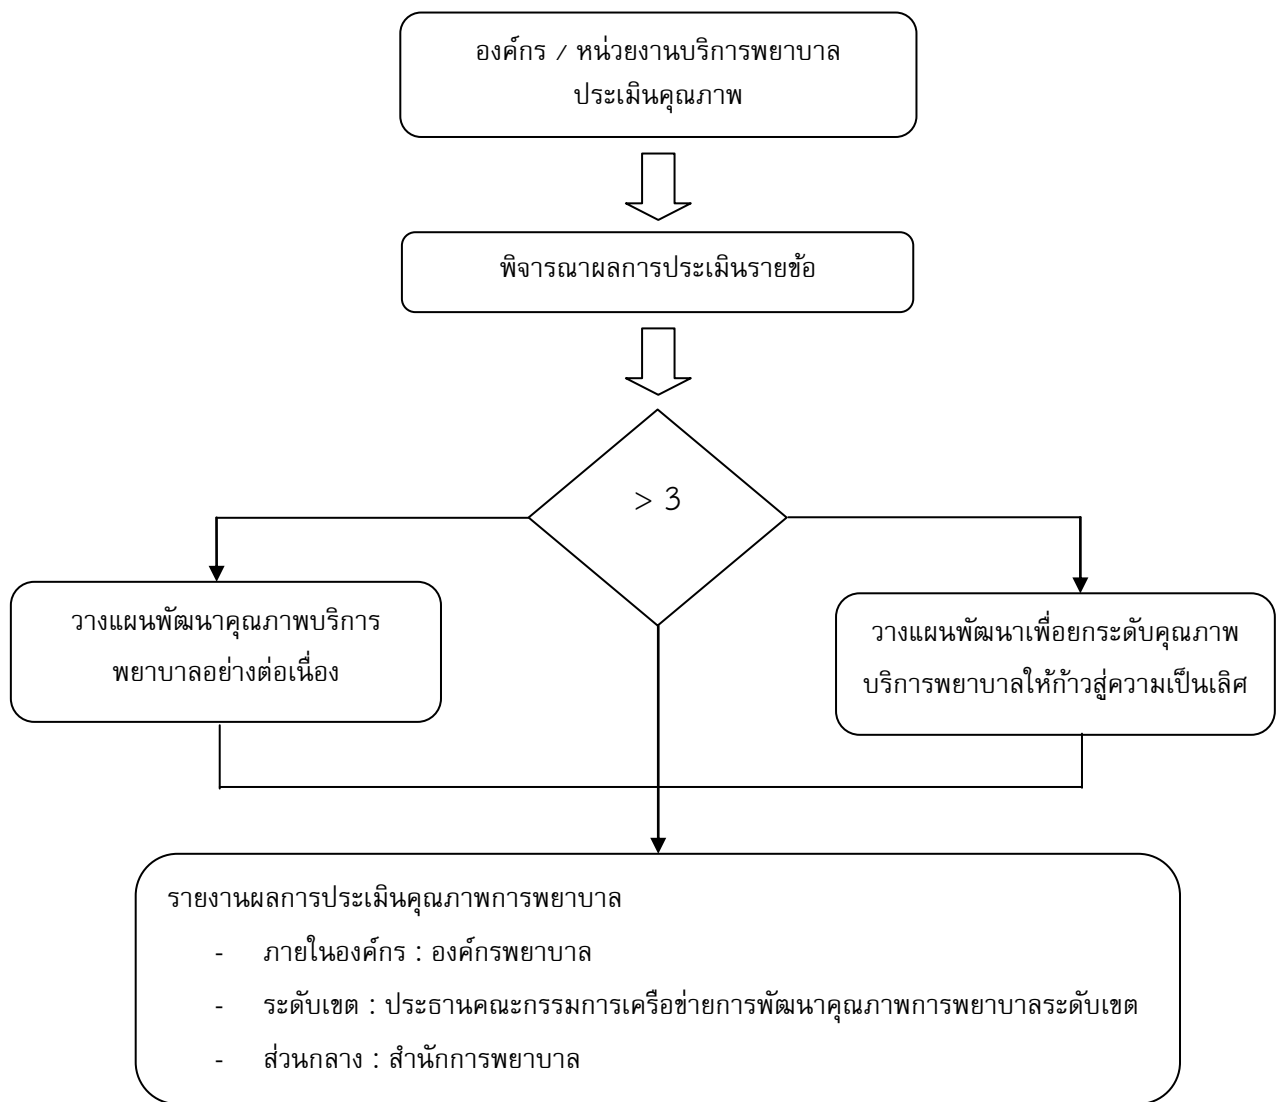 องค์กร / หน่วยงานบริการพยาบาล
ประเมินคุณภาพ
พิจารณาผลการประเมินรายข้อ
> 3
วางแผนพัฒนาคุณภาพบริการ
พยาบาลอย่างต่อเนื่อง
วางแผนพัฒนาเพื่อยกระดับคุณภาพ
บริการพยาบาลให้ก้าวสู่ความเป็นเลิศ
รายงานผลการประเมินคุณภาพการพยาบาล
- ภายในองค์กร : องค์กรพยาบาล
- ระดับเขต : ประธานคณะกรรมการเครือข่ายการพัฒนาคุณภาพการพยาบาลระดับเขต
- ส่วนกลาง : สำนักการพยาบาล